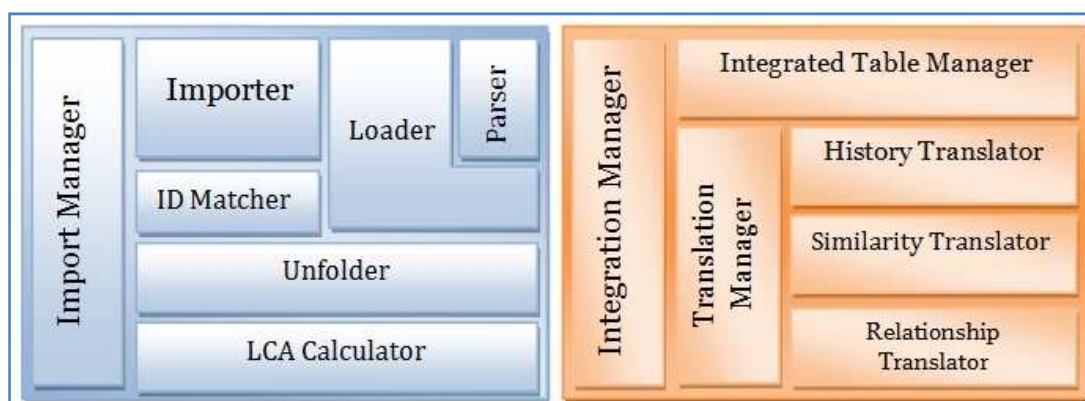 Import Manager
Importer
Loader
Parser
ID Matcher
Unfolder
LCA Calculator
Integration Manager
Integrated Table Manager
Translation
Manager
History Translator
Similarity Translator
Relationship
Translator